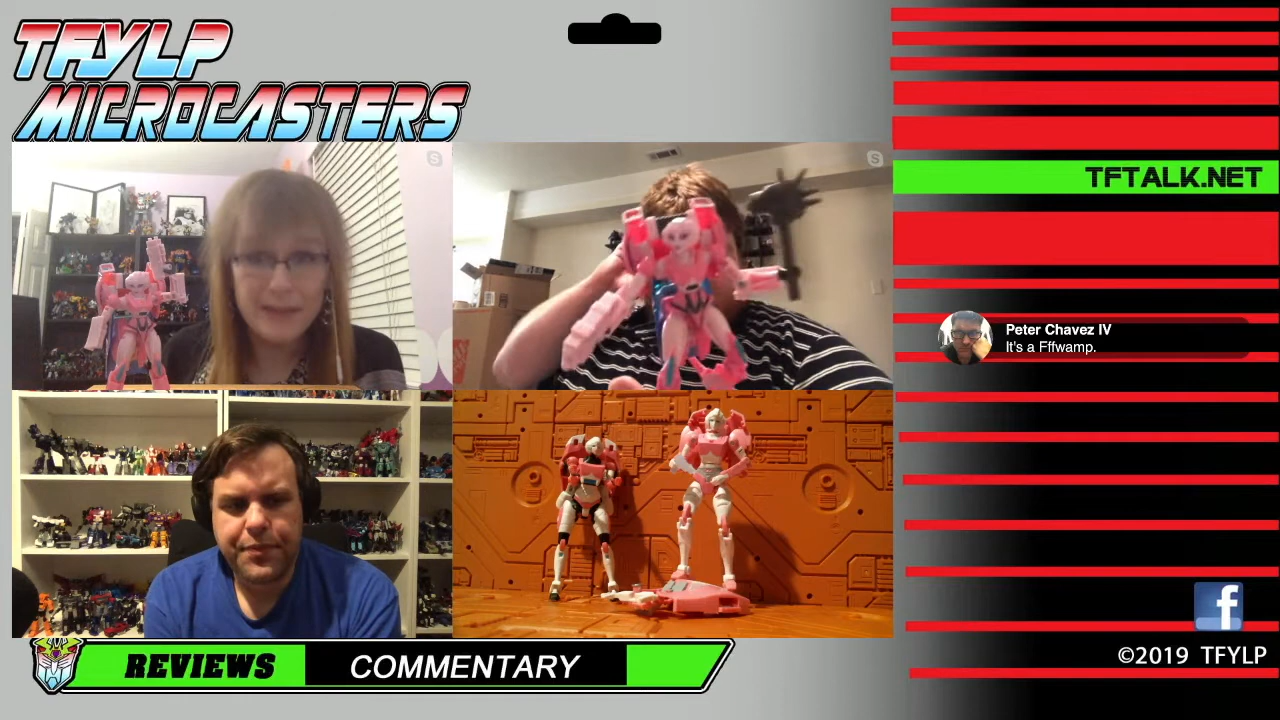 TFYLP
MICROCASTERS
TFTALK.NET
Peter Chavez IV
It's a Fffwamp.
REVIEWS
COMMENTARY
©2019 TFYLP